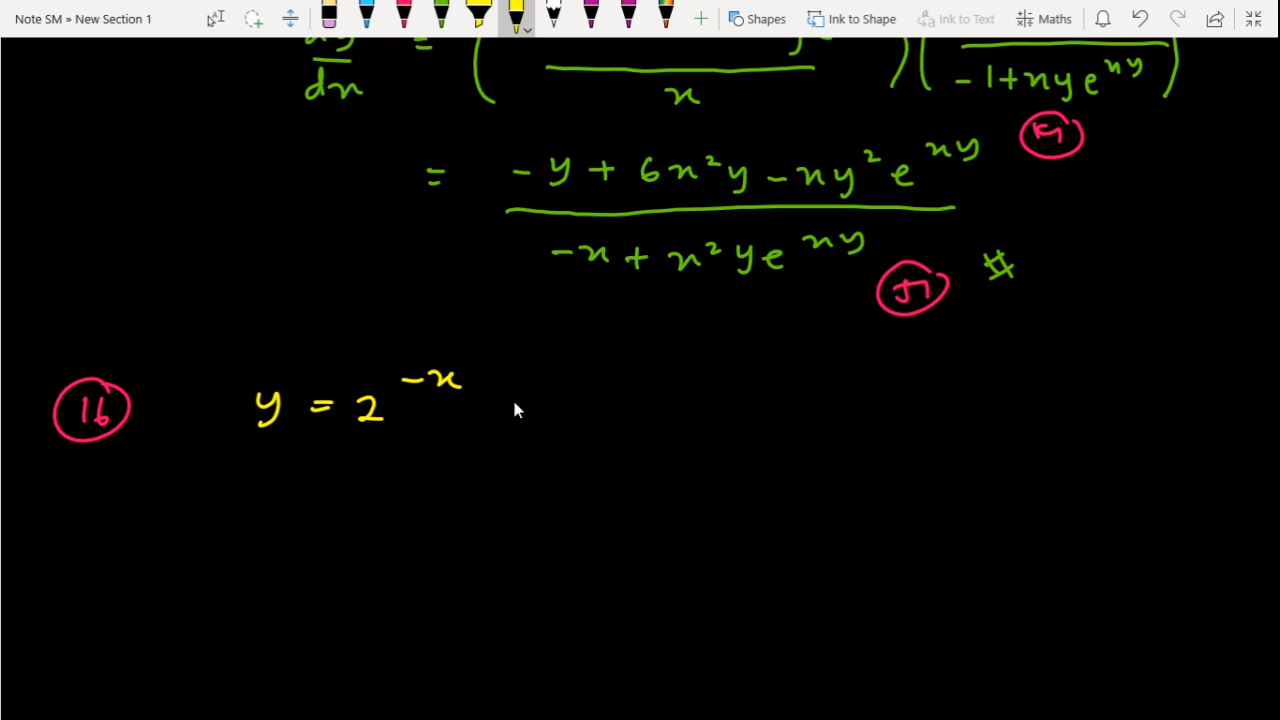 Note SM » New Section 1
Shapes
Ink to Shape
Ink to Text
Maths
dy/dx = ( / x ) ( / -1+xye^{xy} )
= -y + 6x²y - xy²e^{xy} / -x + x²ye^{xy} #
16 y = 2^{-x}